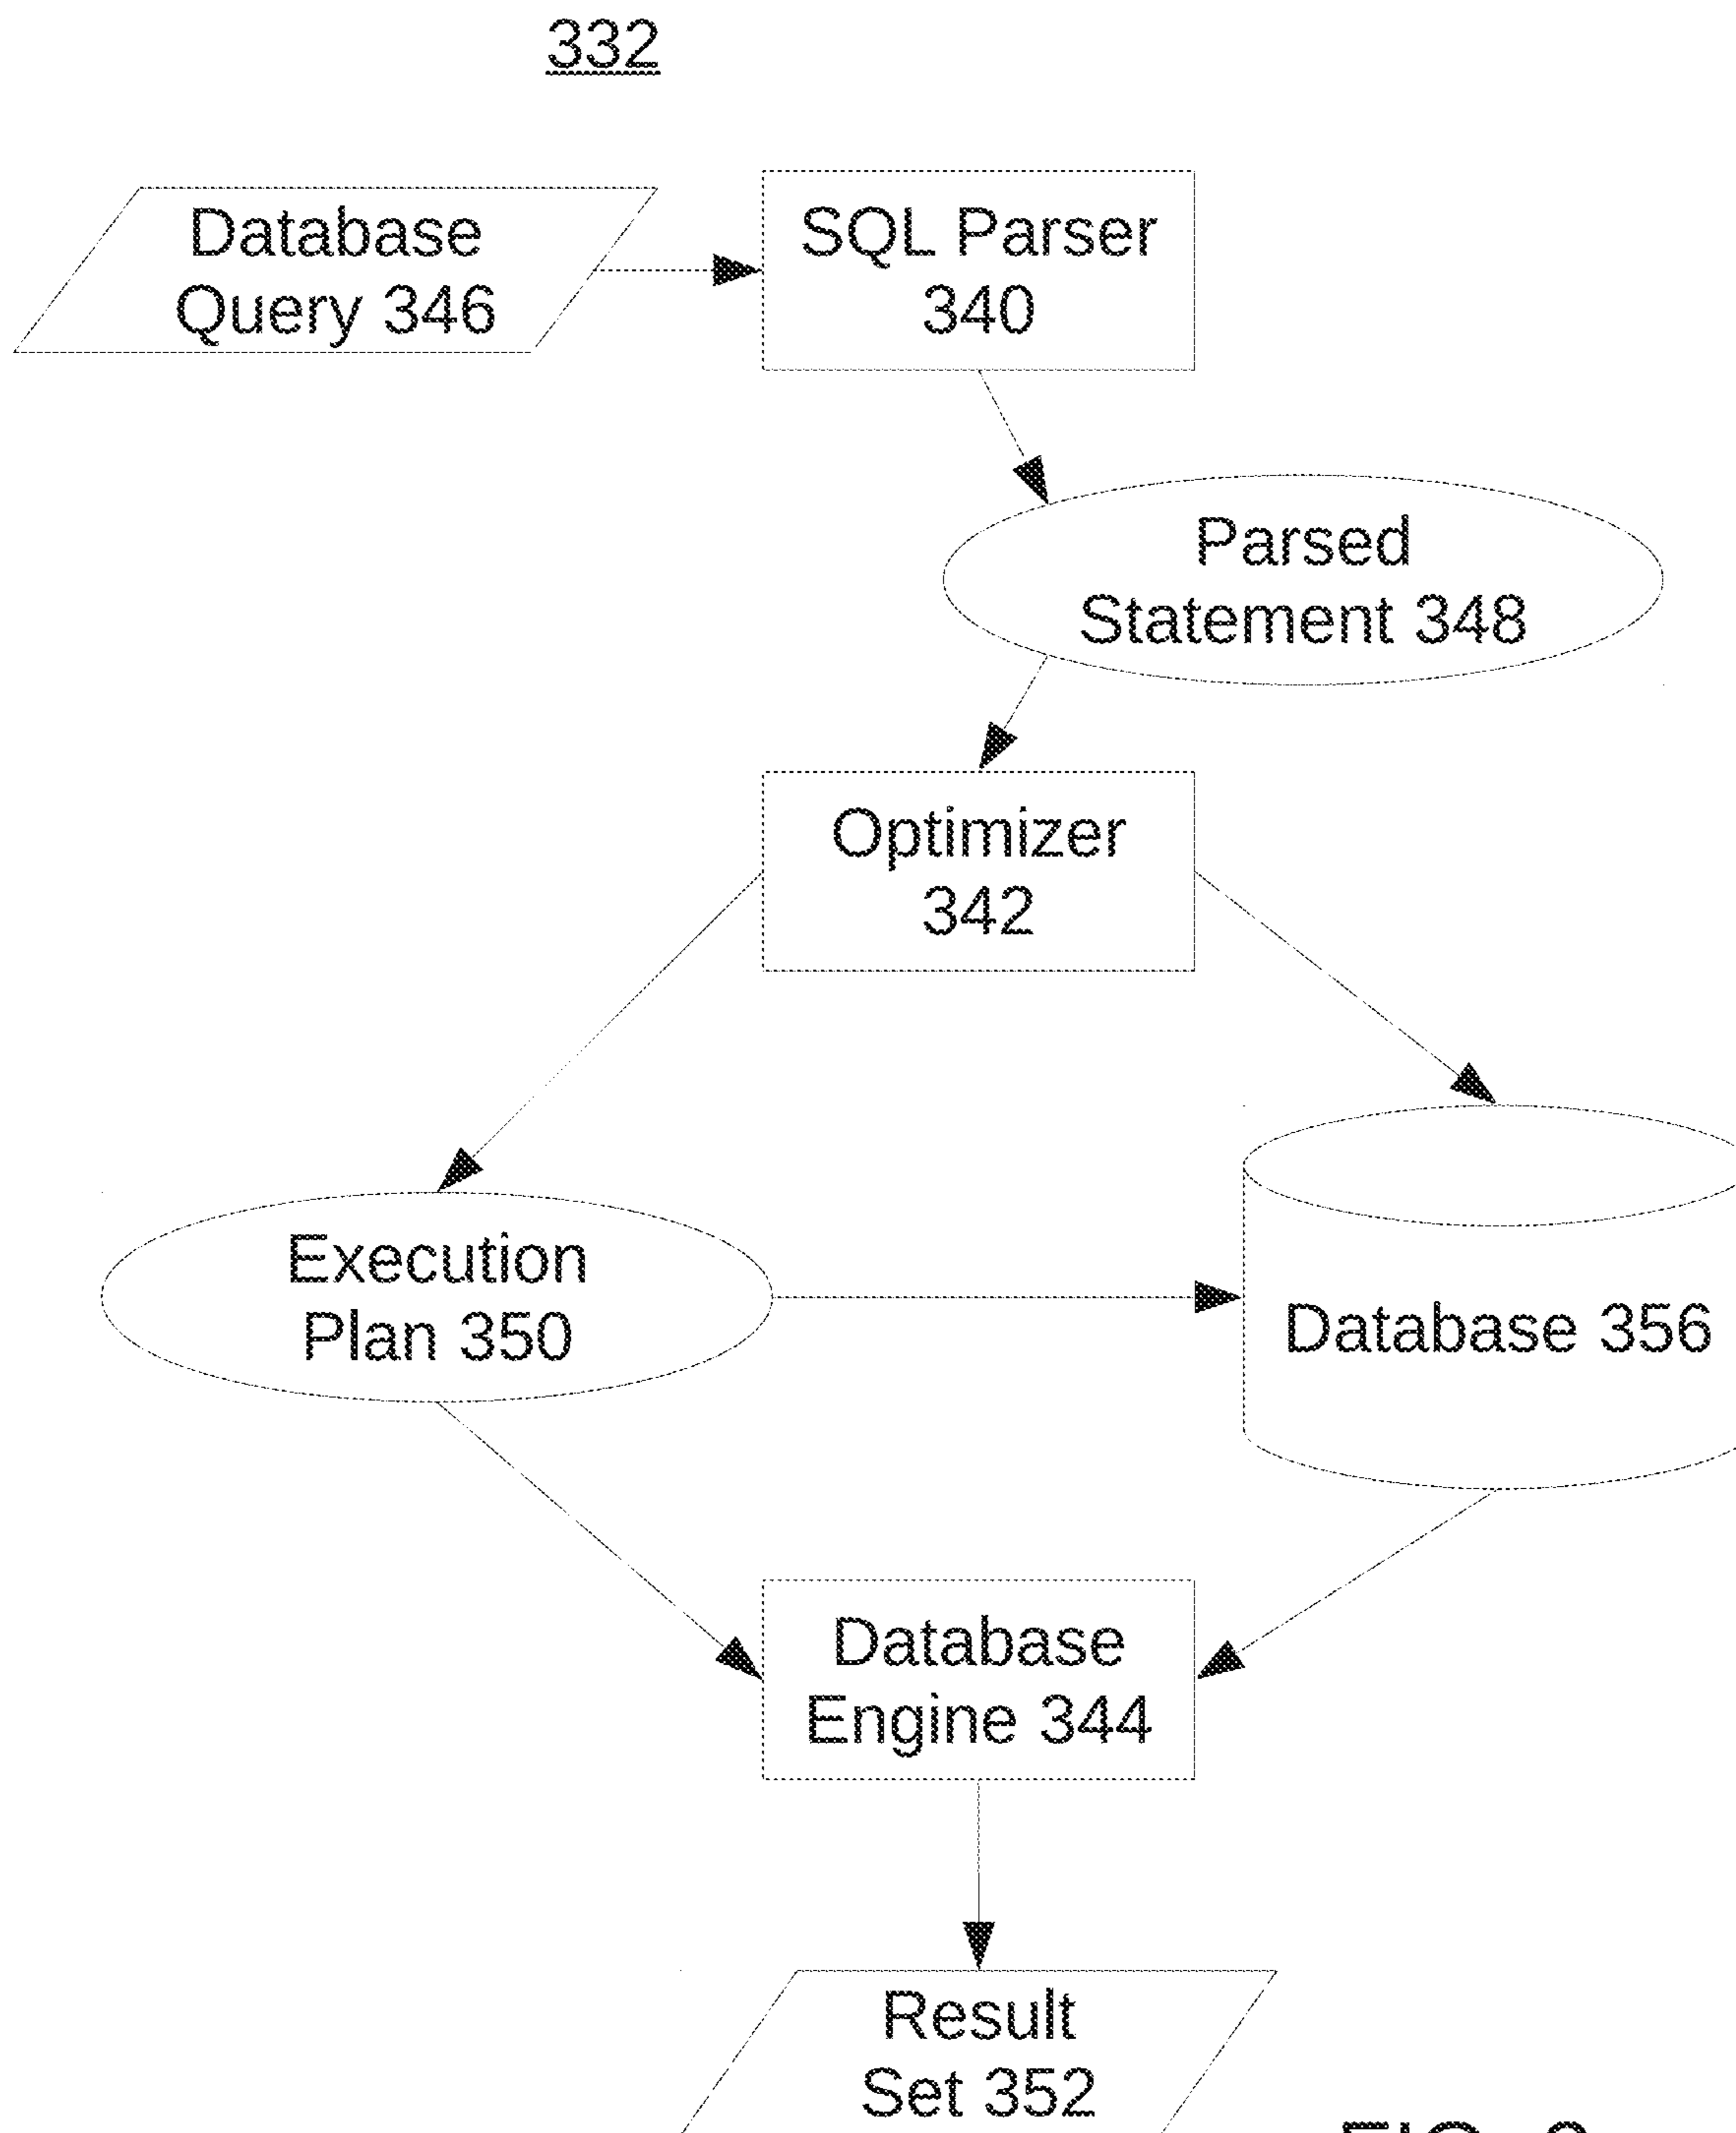 332
Database
Query 346
SQL Parser
340
Parsed
Statement 348
Optimizer
342
Execution
Plan 350
Database 356
Database
Engine 344
Result
Set 352
FIG.